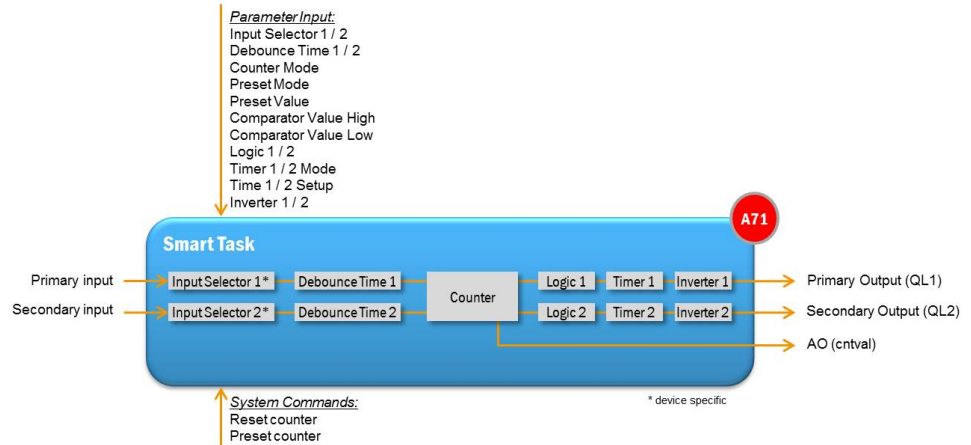 Parameter Input:
Input Selector 1 / 2
Debounce Time 1 / 2
Counter Mode
Preset Mode
Preset Value
Comparator Value High
Comparator Value Low
Logic 1 / 2
Timer 1 / 2 Mode
Time 1 / 2 Setup
Inverter 1 / 2
A71
Smart Task
Primary input
Input Selector 1*
Debounce Time 1
Counter
Logic 1
Timer 1
Inverter 1
Primary Output (QL1)
Secondary input
Input Selector 2*
Debounce Time 2
Logic 2
Timer 2
Inverter 2
Secondary Output (QL2)
AO (cntval)
* device specific
System Commands:
Reset counter
Preset counter